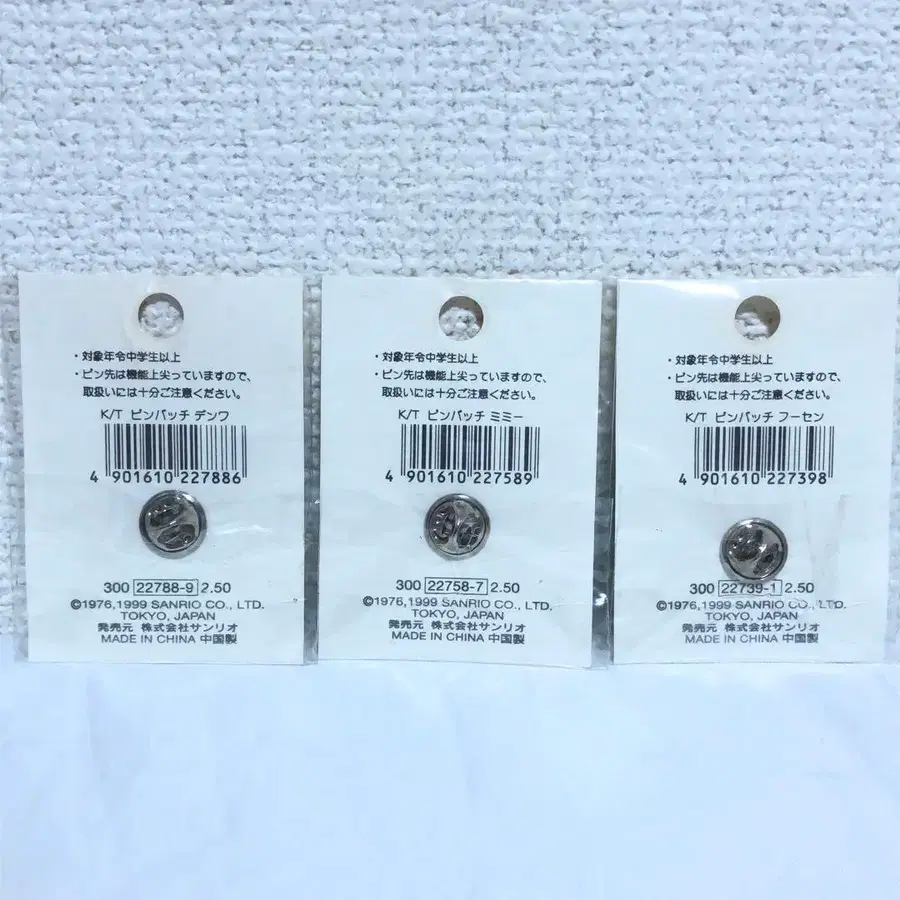 ・対象年令中学生以上
・ピン先は機能上尖っていますので、
取扱いには十分ご注意ください。
K/T ピンバッチ デンワ
4 901610 227886
300 22788-9 2.50
©1976,1999 SANRIO CO., LTD.
TOKYO, JAPAN
発売元 株式会社サンリオ
MADE IN CHINA 中国製
・対象年令中学生以上
・ピン先は機能上尖っていますので、
取扱いには十分ご注意ください。
K/T ピンバッチ ミミー
4 901610 227589
300 22758-7 2.50
©1976,1999 SANRIO CO., LTD.
TOKYO, JAPAN
発売元 株式会社サンリオ
MADE IN CHINA 中国製
・対象年令中学生以上
・ピン先は機能上尖っていますので、
取扱いには十分ご注意ください。
K/T ピンバッチ フーセン
4 901610 227398
300 22739-1 2.50
©1976,1999 SANRIO CO., LTD.
TOKYO, JAPAN
発売元 株式会社サンリオ
MADE IN CHINA 中国製